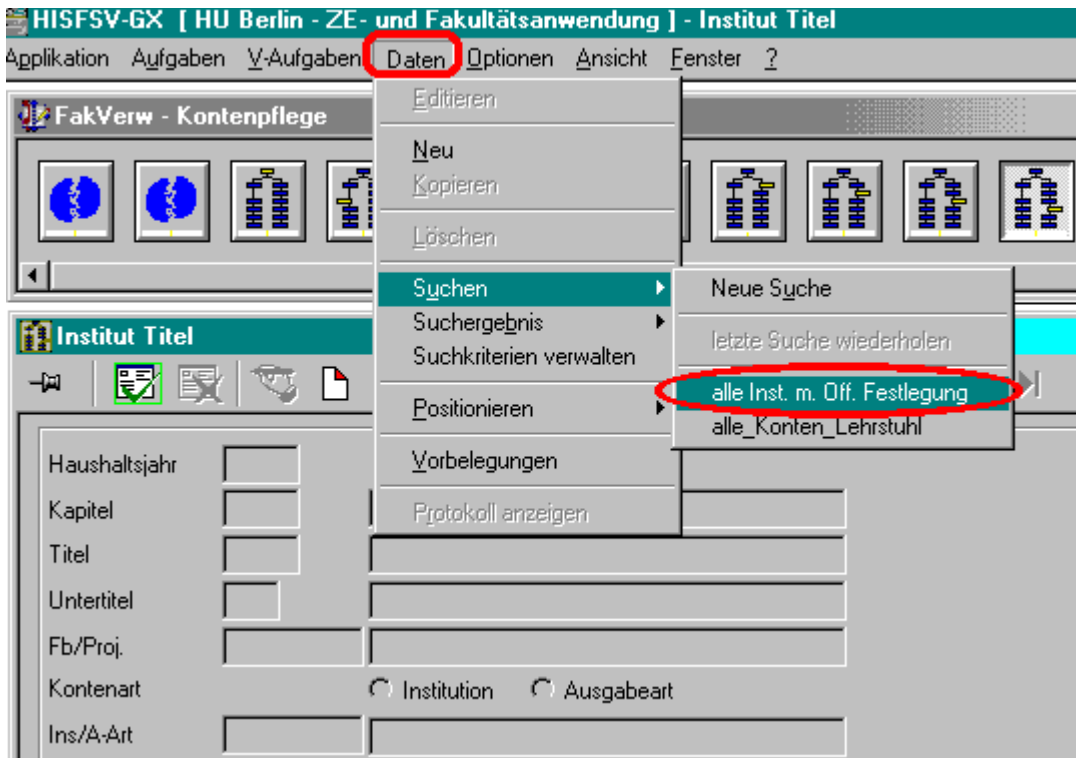 HISFSV-GX [ HU Berlin - ZE- und Fakultätsanwendung ] - Institut Titel
Applikation Aufgaben V-Aufgaben Daten Optionen Ansicht Fenster ?
FakVerw - Kontenpflege
Editieren
Neu
Kopieren
Löschen
Suchen
Suchergebnis
Suchkriterien verwalten
Positionieren
Vorbelegungen
Protokoll anzeigen
Neue Suche
letzte Suche wiederholen
alle Inst. m. Off. Festlegung
alle_Konten_Lehrstuhl
Institut Titel
Haushaltsjahr
Kapitel
Titel
Untertitel
Fb/Proj.
Kontenart Institution Ausgabeart
Ins/A-Art